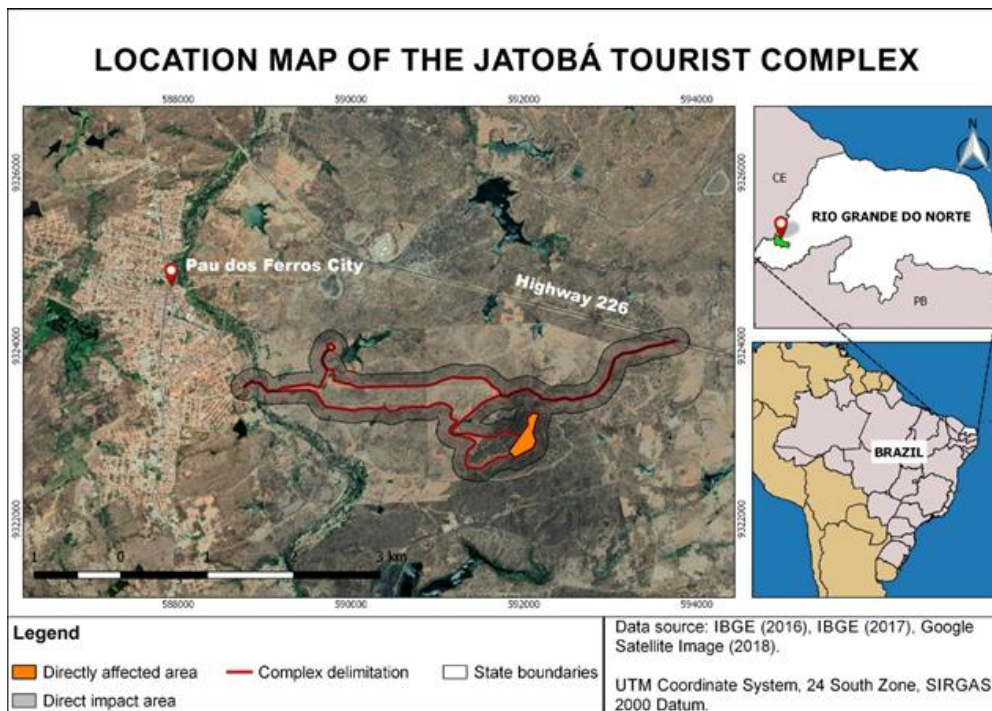 LOCATION MAP OF THE JATOBÁ TOURIST COMPLEX
588000 590000 592000 594000
9326000 9326000
9324000 9324000
9322000 9322000
Pau dos Ferros City
Highway 226
1 0 1 2 3 km
588000 590000 592000 594000
N
CE
RIO GRANDE DO NORTE
PB
BRAZIL
Legend
Directly affected area
Complex delimitation
State boundaries
Direct impact area
Data source: IBGE (2016), IBGE (2017), Google
Satellite Image (2018).
UTM Coordinate System, 24 South Zone, SIRGAS
2000 Datum.